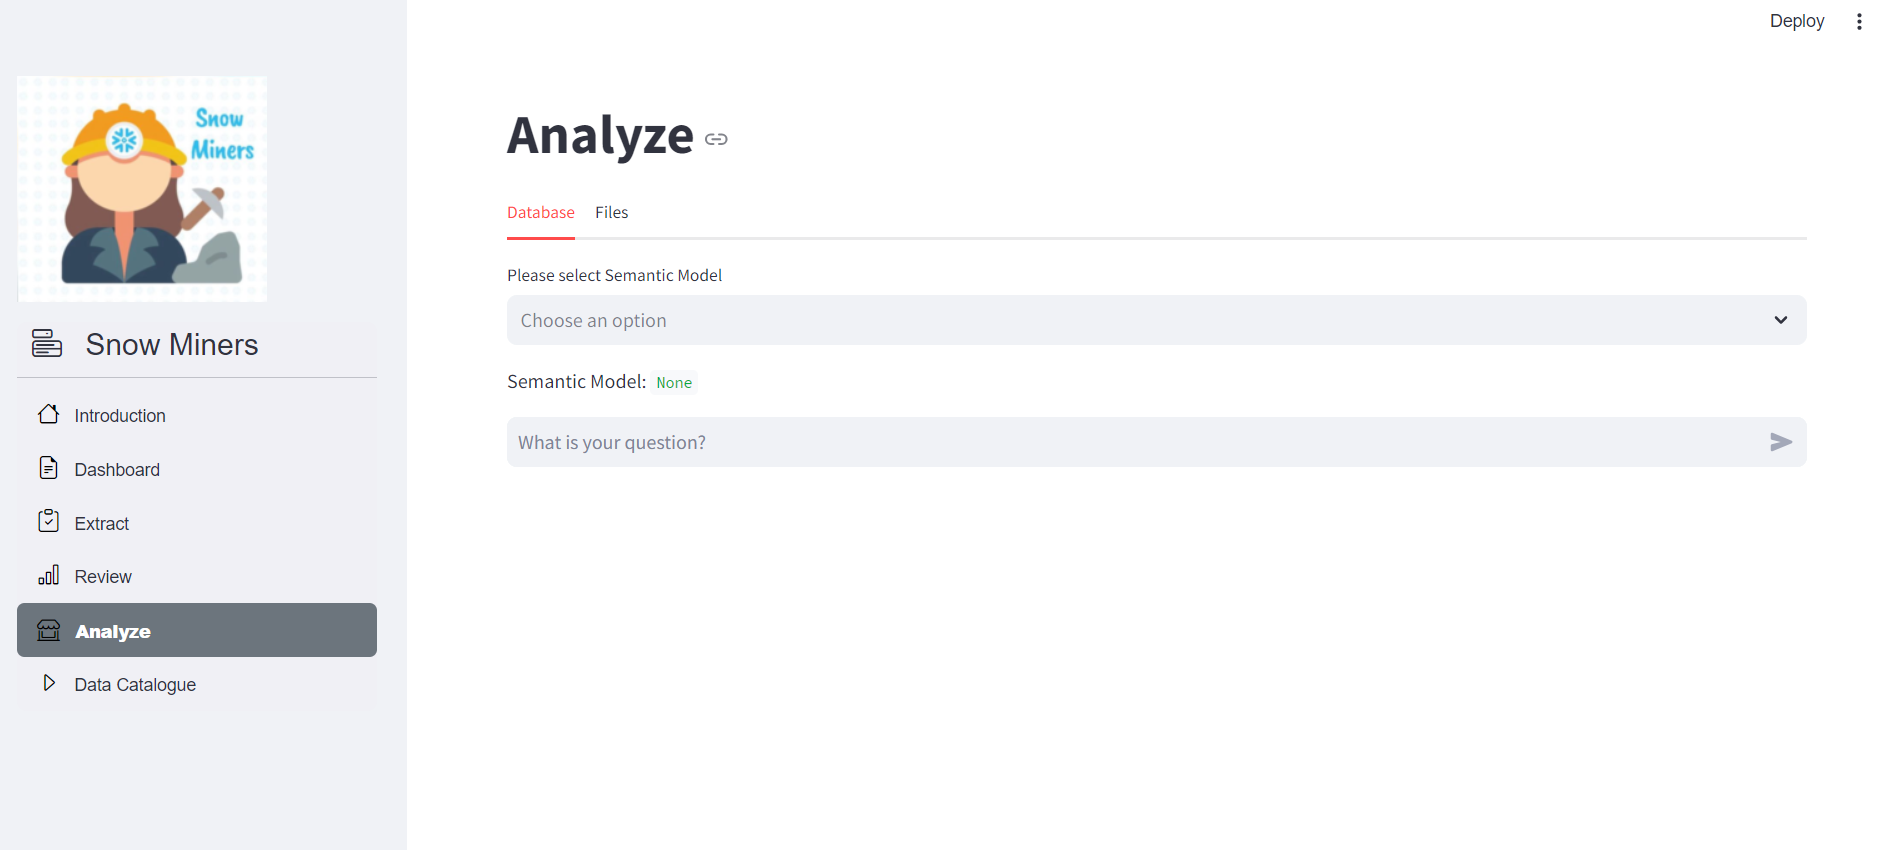 Deploy
Snow
Miners
Snow Miners
Introduction
Dashboard
Extract
Review
Analyze
Data Catalogue
Analyze
Database Files
Please select Semantic Model
Choose an option
Semantic Model: None
What is your question?